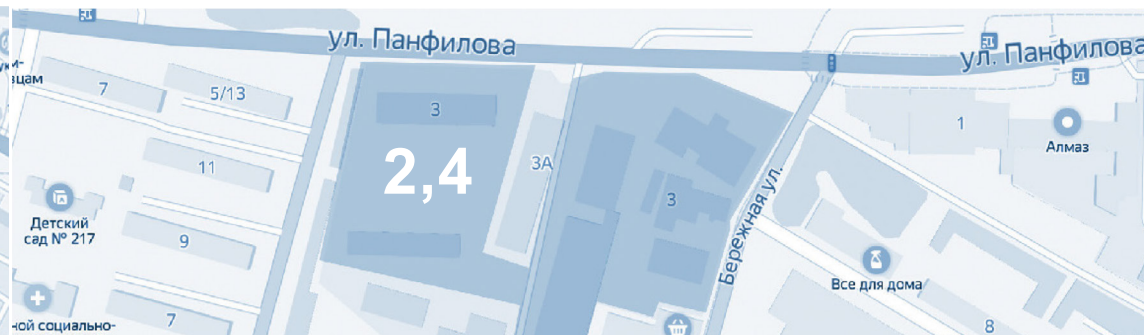 ул. Панфилова
ул. Панфилова
7
5/13
3
1
Алмаз
11
2,4
3А
3
Бережная ул.
Детский
сад № 217
9
Все для дома
7
8
ной социально-